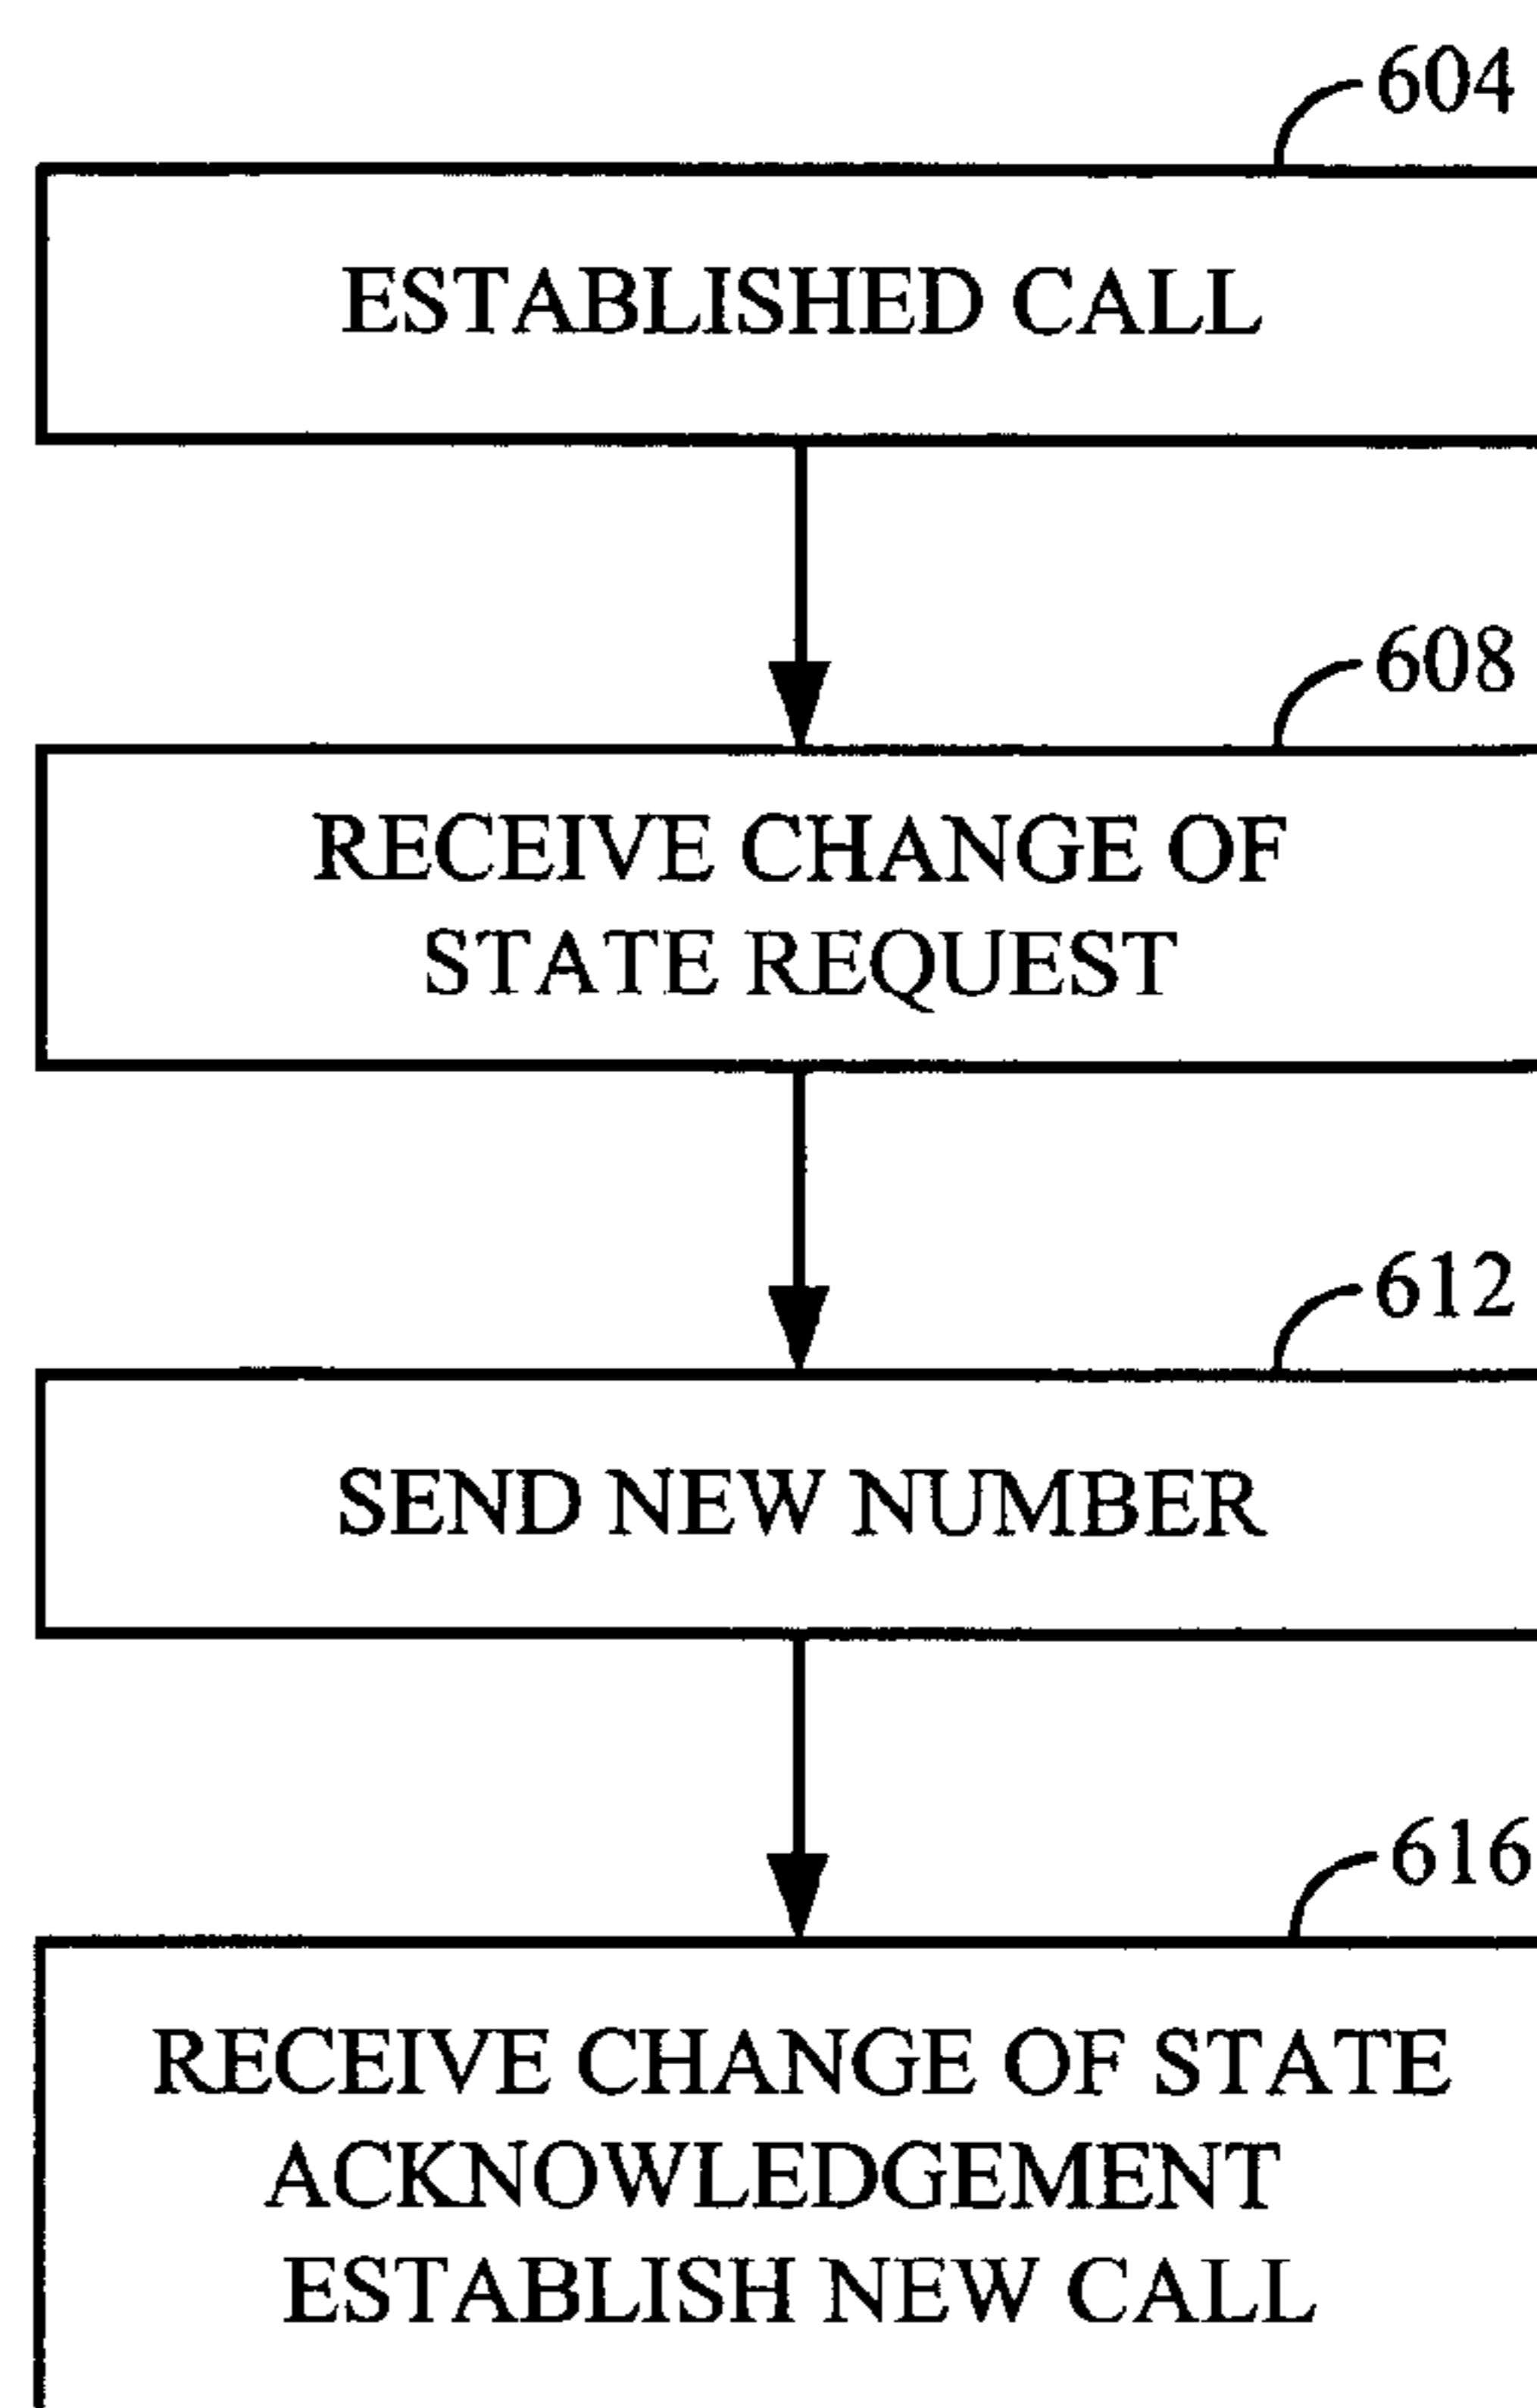 604
ESTABLISHED CALL
608
RECEIVE CHANGE OF
STATE REQUEST
612
SEND NEW NUMBER
616
RECEIVE CHANGE OF STATE
ACKNOWLEDGEMENT
ESTABLISH NEW CALL